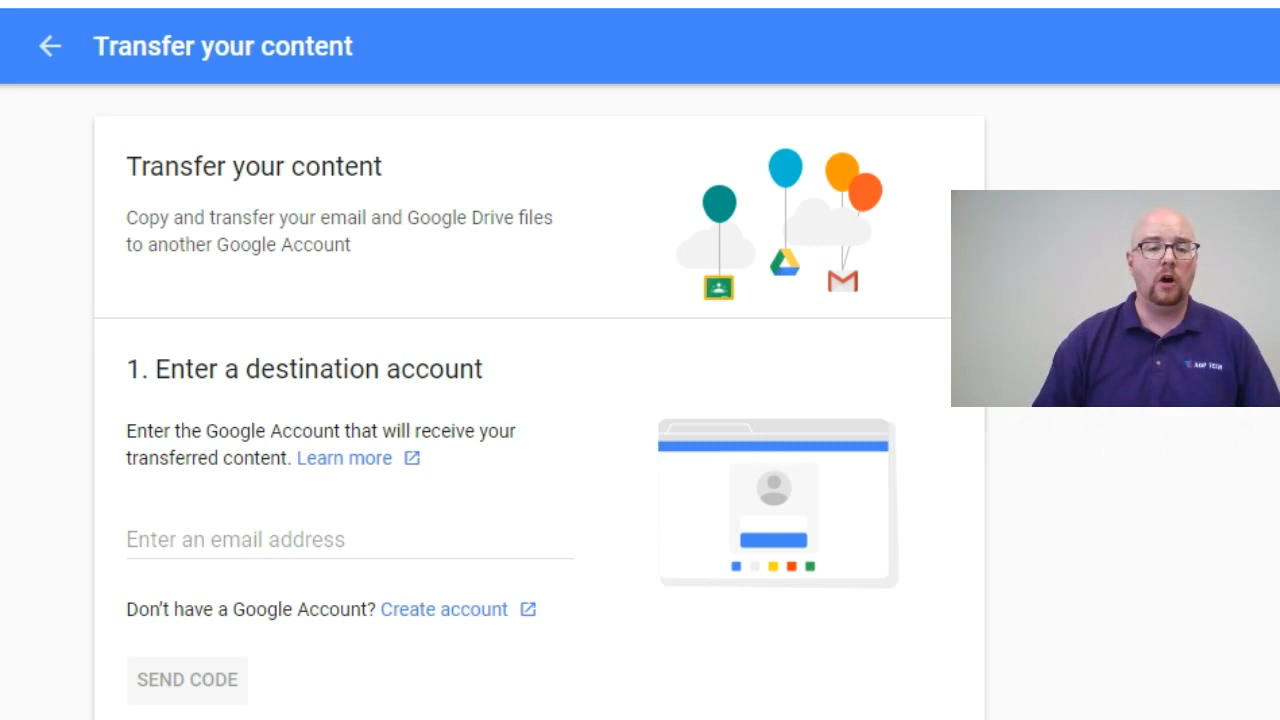 Transfer your content
Transfer your content
Copy and transfer your email and Google Drive files
to another Google Account
1. Enter a destination account
Enter the Google Account that will receive your
transferred content. Learn more
Enter an email address
Don't have a Google Account? Create account
SEND CODE